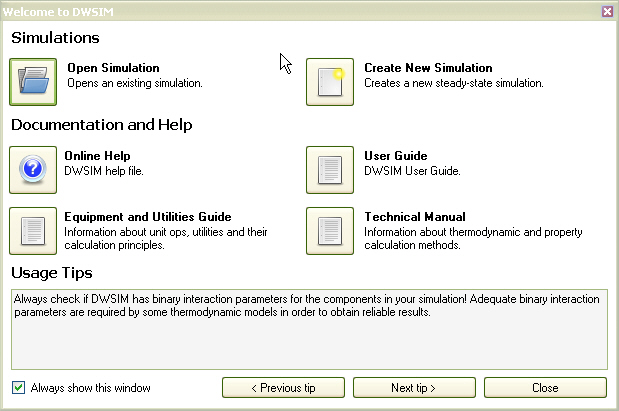 Welcome to DWSIM
Simulations
Open Simulation
Opens an existing simulation.
Create New Simulation
Creates a new steady-state simulation.
Documentation and Help
Online Help
DWSIM help file.
User Guide
DWSIM User Guide.
Equipment and Utilities Guide
Information about unit ops, utilities and their
calculation principles.
Technical Manual
Information about thermodynamic and property
calculation methods.
Usage Tips
Always check if DWSIM has binary interaction parameters for the components in your simulation! Adequate binary interaction
parameters are required by some thermodynamic models in order to obtain reliable results.
Always show this window
< Previous tip
Next tip >
Close